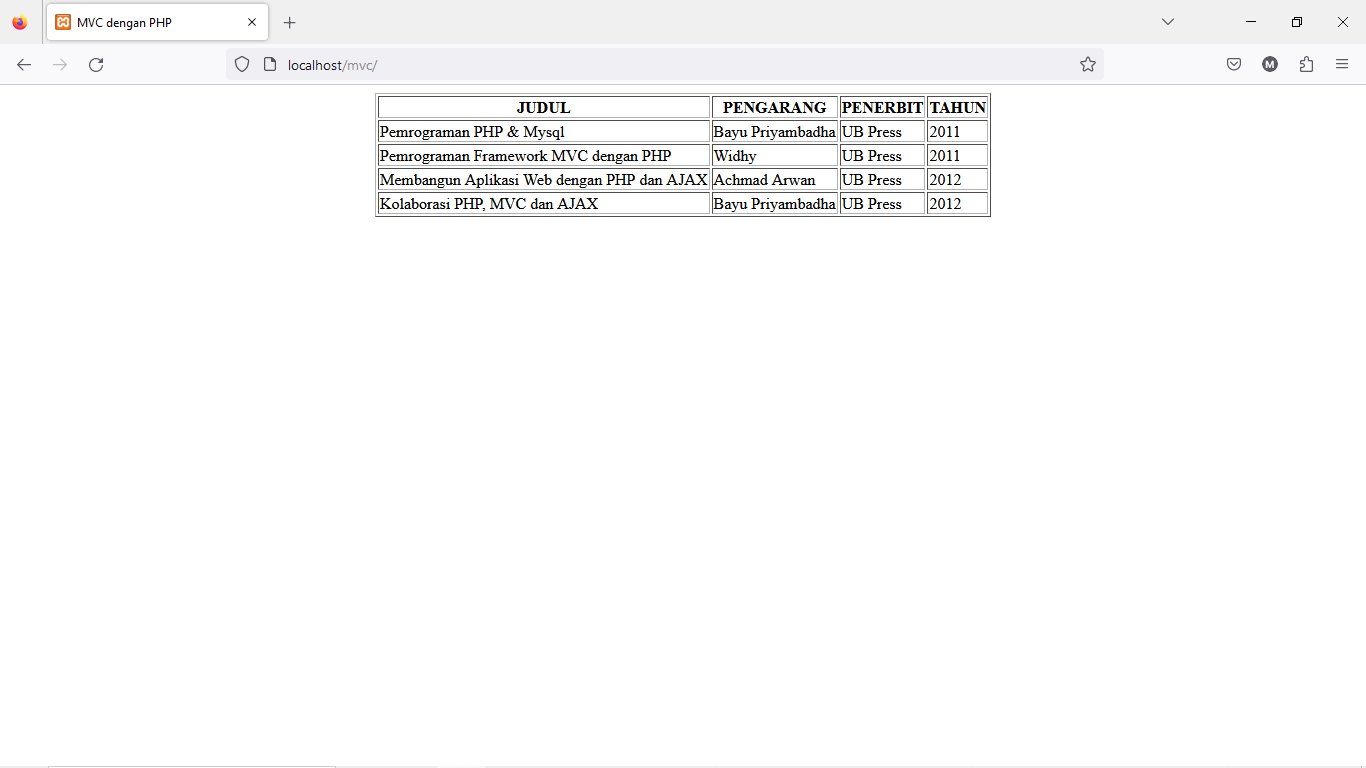 MVC dengan PHP
localhost/mvc/
M
JUDUL PENGARANG PENERBIT TAHUN
Pemrograman PHP & Mysql Bayu Priyambadha UB Press 2011
Pemrograman Framework MVC dengan PHP Widhy UB Press 2011
Membangun Aplikasi Web dengan PHP dan AJAX Achmad Arwan UB Press 2012
Kolaborasi PHP, MVC dan AJAX Bayu Priyambadha UB Press 2012